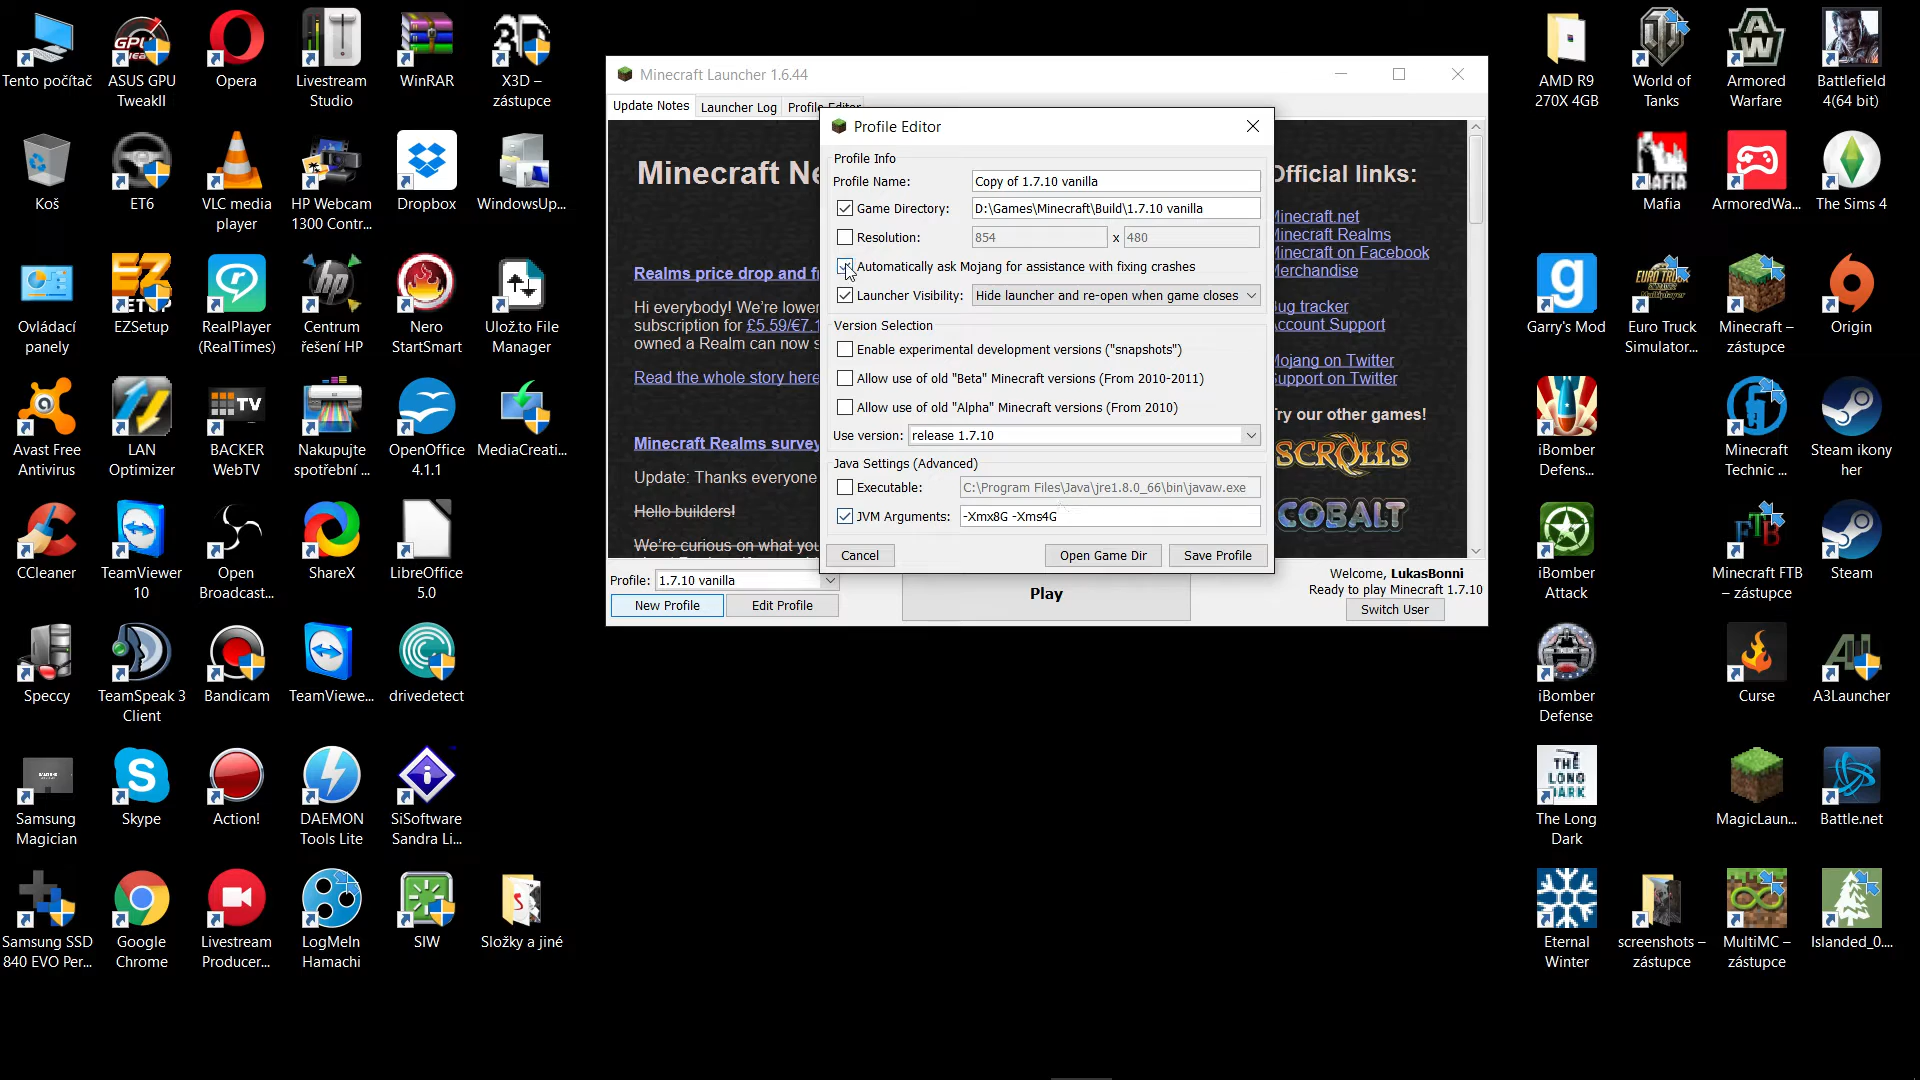 Tento počítač
ASUS GPU
TweakII
Opera
Livestream
Studio
WinRAR
X3D –
zástupce
Koš
ET6
VLC media
player
HP Webcam
1300 Contr...
Dropbox
WindowsUp...
Ovládací
panely
EZSetup
RealPlayer
(RealTimes)
Centrum
řešení HP
Nero
StartSmart
Ulož.to File
Manager
Avast Free
Antivirus
LAN
Optimizer
BACKER
WebTV
Nakupujte
spotřební ...
OpenOffice
4.1.1
MediaCreati...
CCleaner
TeamViewer
10
Open
Broadcast...
ShareX
LibreOffice
5.0
Speccy
TeamSpeak 3
Client
Bandicam
TeamViewe...
drivedetect
Samsung
Magician
Skype
Action!
DAEMON
Tools Lite
SiSoftware
Sandra Li...
Samsung SSD
840 EVO Per...
Google
Chrome
Livestream
Producer...
LogMeIn
Hamachi
SIW
Složky a jiné
Minecraft Launcher 1.6.44
Update Notes
Launcher Log
Profile Editor
Minecraft Ne
Realms price drop and f
Hi everybody! We're lower
subscription for £5.59/€7.1
owned a Realm can now s
Read the whole story here
Minecraft Realms survey
Update: Thanks everyone
Hello builders!
We're curious on what you
Official links:
Minecraft.net
Minecraft Realms
Minecraft on Facebook
Merchandise
Bug tracker
Account Support
Mojang on Twitter
Support on Twitter
Try our other games!
SCROLLS
COBALT
Profile Editor
Profile Info
Profile Name: Copy of 1.7.10 vanilla
Game Directory: D:\Games\Minecraft\Build\1.7.10 vanilla
Resolution: 854 x 480
Automatically ask Mojang for assistance with fixing crashes
Launcher Visibility: Hide launcher and re-open when game closes
Version Selection
Enable experimental development versions ("snapshots")
Allow use of old "Beta" Minecraft versions (From 2010-2011)
Allow use of old "Alpha" Minecraft versions (From 2010)
Use version: release 1.7.10
Java Settings (Advanced)
Executable: C:\Program Files\Java\jre1.8.0_66\bin\javaw.exe
JVM Arguments: -Xmx8G -Xms4G
Cancel
Open Game Dir
Save Profile
Profile: 1.7.10 vanilla
New Profile
Edit Profile
Play
Welcome, LukasBonni
Ready to play Minecraft 1.7.10
Switch User
AMD R9
270X 4GB
World of
Tanks
Armored
Warfare
Battlefield
4(64 bit)
MAFIA
Mafia
ArmoredWa...
The Sims 4
Garry's Mod
Euro Truck
Simulator...
Minecraft –
zástupce
Origin
iBomber
Defens...
Minecraft
Technic ...
Steam ikony
her
iBomber
Attack
Minecraft FTB
– zástupce
Steam
iBomber
Defense
Curse
A3Launcher
THE
LONG
DARK
The Long
Dark
MagicLaun...
Battle.net
Eternal
Winter
screenshots –
zástupce
MultiMC –
zástupce
Islanded_0....